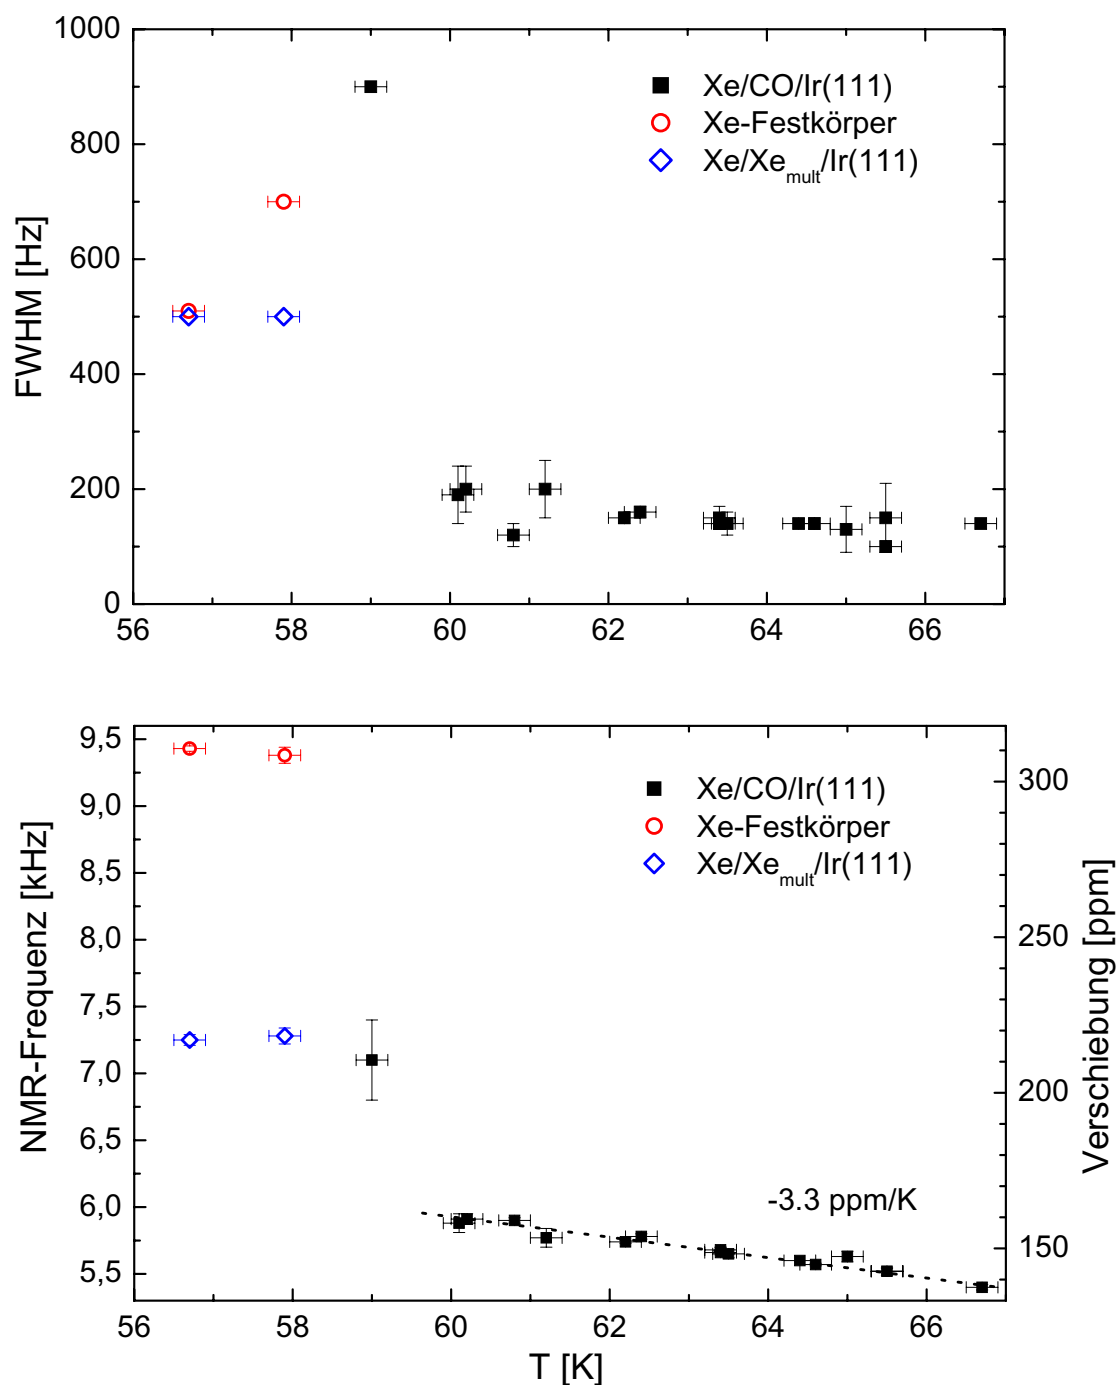 1000
800
600
400
200
0
FWHM [Hz]
Xe/CO/Ir(111)
Xe-Festkörper
Xe/Xemult/Ir(111)
56 58 60 62 64 66
9,5
9,0
8,5
8,0
7,5
7,0
6,5
6,0
5,5
NMR-Frequenz [kHz]
Xe/CO/Ir(111)
Xe-Festkörper
Xe/Xemult/Ir(111)
-3.3 ppm/K
300
250
200
150
Verschiebung [ppm]
56 58 60 62 64 66
T [K]